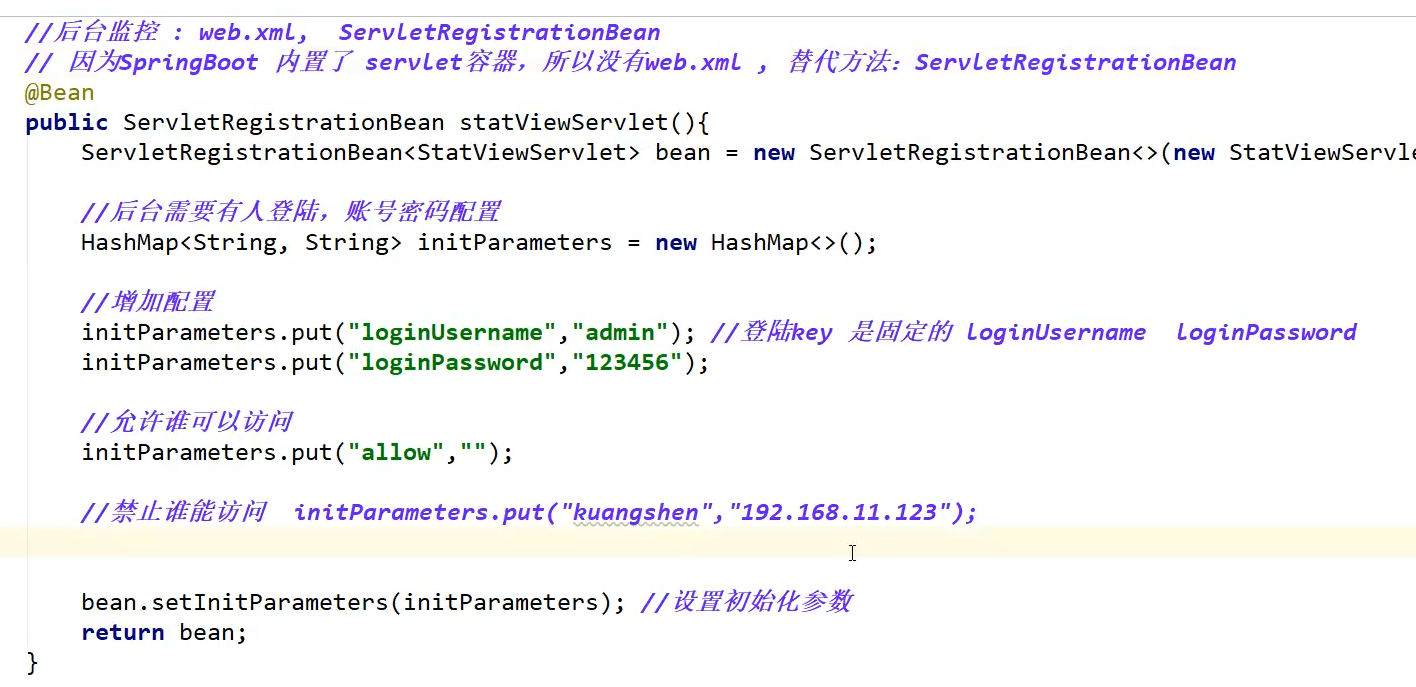 //后台监控 : web.xml, ServletRegistrationBean
// 因为SpringBoot 内置了 servlet容器，所以没有web.xml , 替代方法：ServletRegistrationBean
@Bean
public ServletRegistrationBean statViewServlet(){
ServletRegistrationBean<StatViewServlet> bean = new ServletRegistrationBean<>(new StatViewServle
//后台需要有人登陆，账号密码配置
HashMap<String, String> initParameters = new HashMap<>();
//增加配置
initParameters.put("loginUsername","admin"); //登陆key 是固定的 loginUsername loginPassword
initParameters.put("loginPassword","123456");
//允许谁可以访问
initParameters.put("allow","");
//禁止谁能访问 initParameters.put("kuangshen","192.168.11.123");
bean.setInitParameters(initParameters); //设置初始化参数
return bean;
}